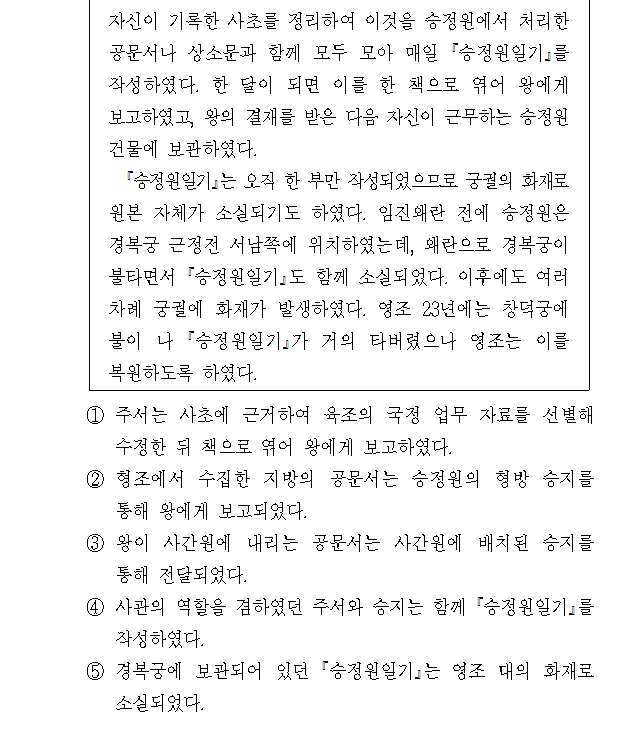 자신이 기록한 사초를 정리하여 이것을 승정원에서 처리한
공문서나 상소문과 함께 모두 모아 매일 『승정원일기』를
작성하였다. 한 달이 되면 이를 한 책으로 엮어 왕에게
보고하였고, 왕의 결재를 받은 다음 자신이 근무하는 승정원
건물에 보관하였다.
『승정원일기』는 오직 한 부만 작성되었으므로 궁궐의 화재로
원본 자체가 소실되기도 하였다. 임진왜란 전에 승정원은
경복궁 근정전 서남쪽에 위치하였는데, 왜란으로 경복궁이
불타면서 『승정원일기』도 함께 소실되었다. 이후에도 여러
차례 궁궐에 화재가 발생하였다. 영조 23년에는 창덕궁에
불이 나 『승정원일기』가 거의 타버렸으나 영조는 이를
복원하도록 하였다.
① 주서는 사초에 근거하여 육조의 국정 업무 자료를 선별해
수정한 뒤 책으로 엮어 왕에게 보고하였다.
② 형조에서 수집한 지방의 공문서는 승정원의 형방 승지를
통해 왕에게 보고되었다.
③ 왕이 사간원에 내리는 공문서는 사간원에 배치된 승지를
통해 전달되었다.
④ 사관의 역할을 겸하였던 주서와 승지는 함께 『승정원일기』를
작성하였다.
⑤ 경복궁에 보관되어 있던 『승정원일기』는 영조 대의 화재로
소실되었다.